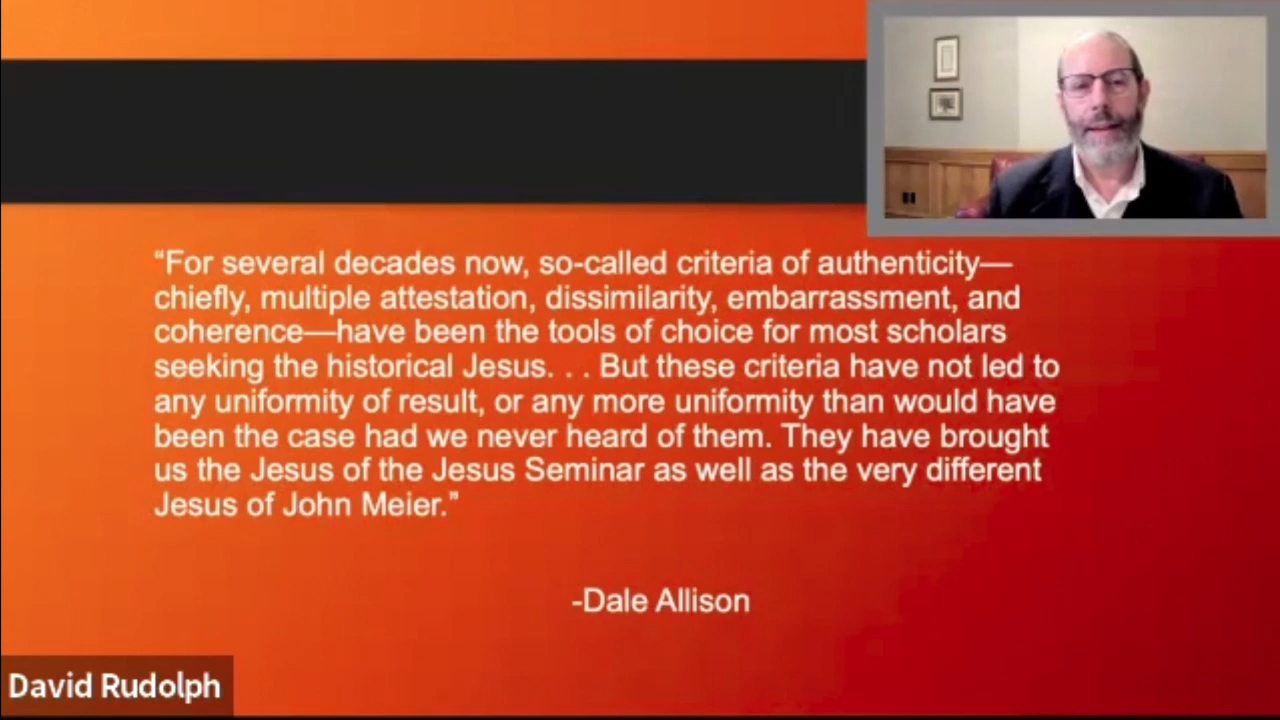 “For several decades now, so-called criteria of authenticity—
chiefly, multiple attestation, dissimilarity, embarrassment, and
coherence—have been the tools of choice for most scholars
seeking the historical Jesus. . . But these criteria have not led to
any uniformity of result, or any more uniformity than would have
been the case had we never heard of them. They have brought
us the Jesus of the Jesus Seminar as well as the very different
Jesus of John Meier.”
-Dale Allison
David Rudolph